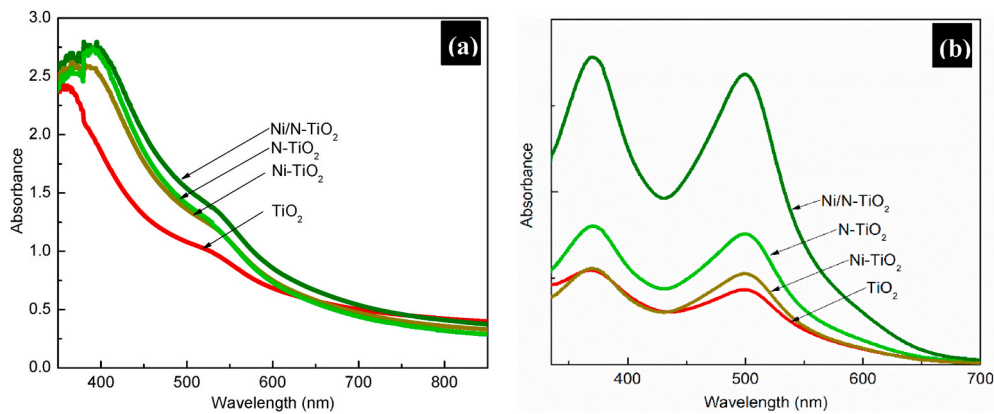 (a)
3.0
2.5
2.0
1.5
1.0
0.5
0.0
Absorbance
Ni/N-TiO₂
N-TiO₂
Ni-TiO₂
TiO₂
400 500 600 700 800
Wavelength (nm)
(b)
Absorbance
Ni/N-TiO₂
N-TiO₂
Ni-TiO₂
TiO₂
400 500 600 700
Wavelength (nm)